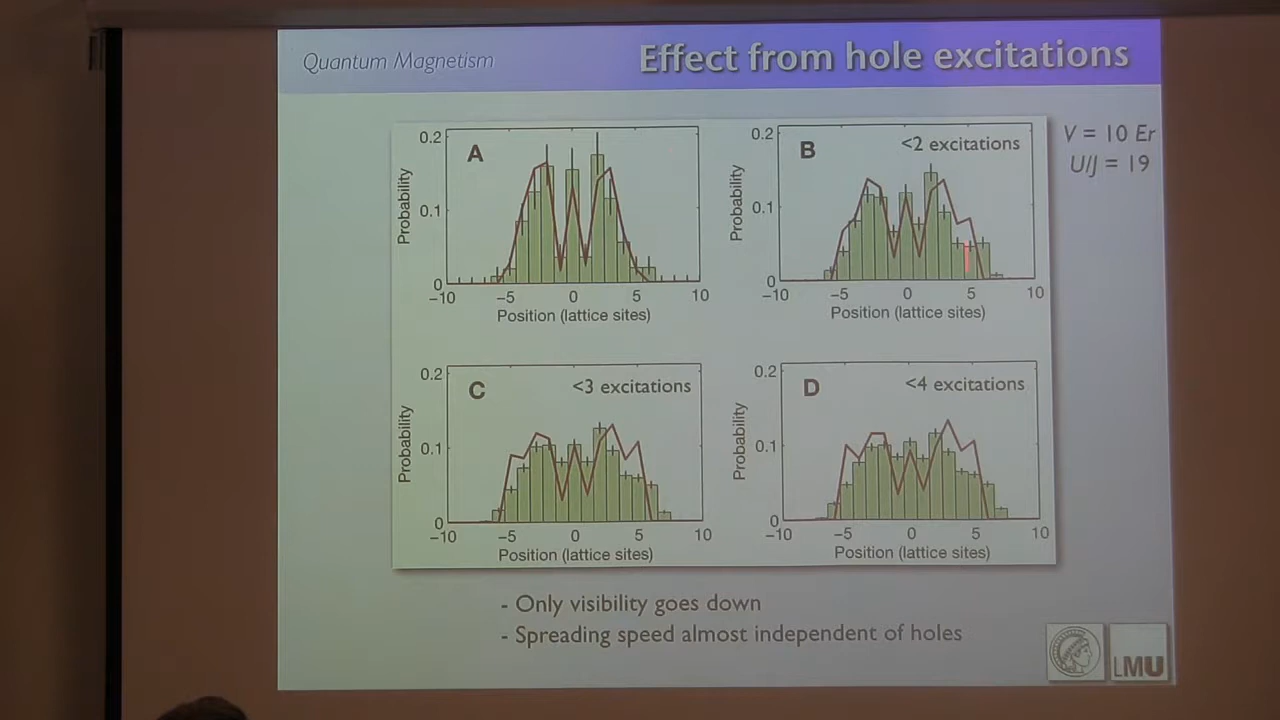 Quantum Magnetism
Effect from hole excitations
V = 10 Er
U/J = 19
A
0.2
0.1
0
Probability
−10 −5 0 5 10
Position (lattice sites)
B
<2 excitations
0.2
0.1
0
Probability
−10 −5 0 5 10
Position (lattice sites)
C
<3 excitations
0.2
0.1
0
Probability
−10 −5 0 5 10
Position (lattice sites)
D
<4 excitations
0.2
0.1
0
Probability
−10 −5 0 5 10
Position (lattice sites)
- Only visibility goes down
- Spreading speed almost independent of holes
LMU